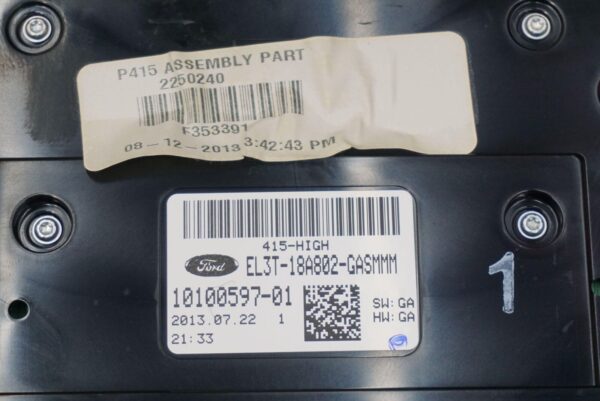 P415 ASSEMBLY PART
2250240
F353391
08-12-2013 3:42:43 PM
415-HIGH
Ford EL3T-18A802-GASMMM
10100597-01
SW:GA
HW:GA
2013.07.22 1
21:33
1